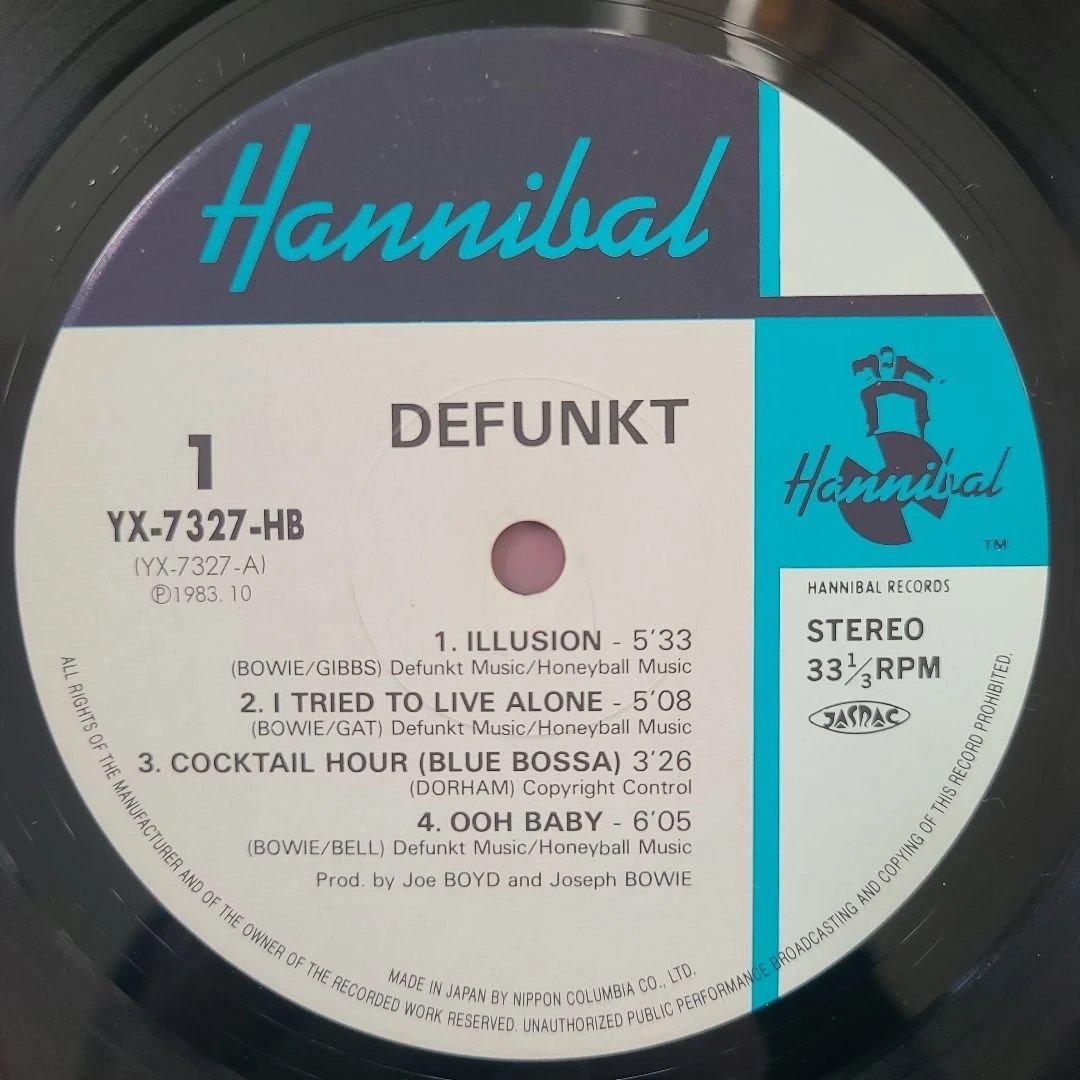 Hannibal
DEFUNKT
1
YX-7327-HB
(YX-7327-A)
Ⓟ1983. 10
Hannibal
TM
HANNIBAL RECORDS
STEREO
33⅓RPM
JASRAC
1. ILLUSION - 5'33
(BOWIE/GIBBS) Defunkt Music/Honeyball Music
2. I TRIED TO LIVE ALONE - 5'08
(BOWIE/GAT) Defunkt Music/Honeyball Music
3. COCKTAIL HOUR (BLUE BOSSA) 3'26
(DORHAM) Copyright Control
4. OOH BABY - 6'05
(BOWIE/BELL) Defunkt Music/Honeyball Music
Prod. by Joe BOYD and Joseph BOWIE
MADE IN JAPAN BY NIPPON COLUMBIA CO., LTD.
ALL RIGHTS OF THE MANUFACTURER AND OF THE OWNER OF THE RECORDED WORK RESERVED. UNAUTHORIZED PUBLIC PERFORMANCE BROADCASTING AND COPYING OF THIS RECORD PROHIBITED.